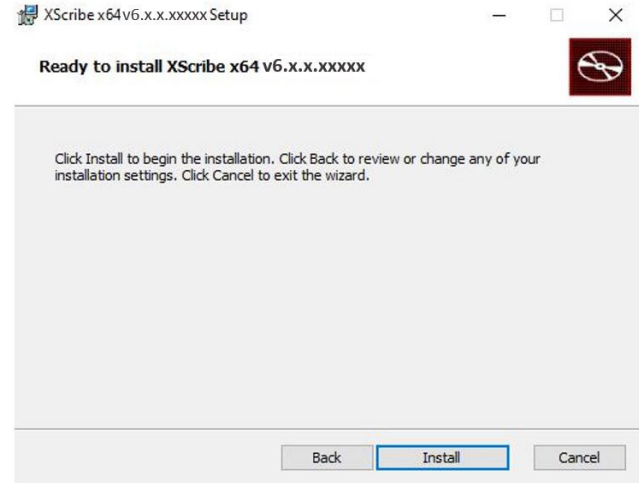 XScribe x64 v6.x.x.xxxxx Setup
Ready to install XScribe x64 v6.x.x.xxxxx
Click Install to begin the installation. Click Back to review or change any of your
installation settings. Click Cancel to exit the wizard.
Back Install Cancel